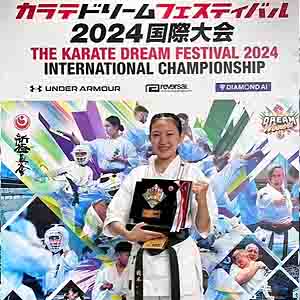 カラテドリームフェスティバル
2024国際大会
THE KARATE DREAM FESTIVAL 2024
INTERNATIONAL CHAMPIONSHIP
UNDER ARMOUR reversal DIAMOND AI
DREAM